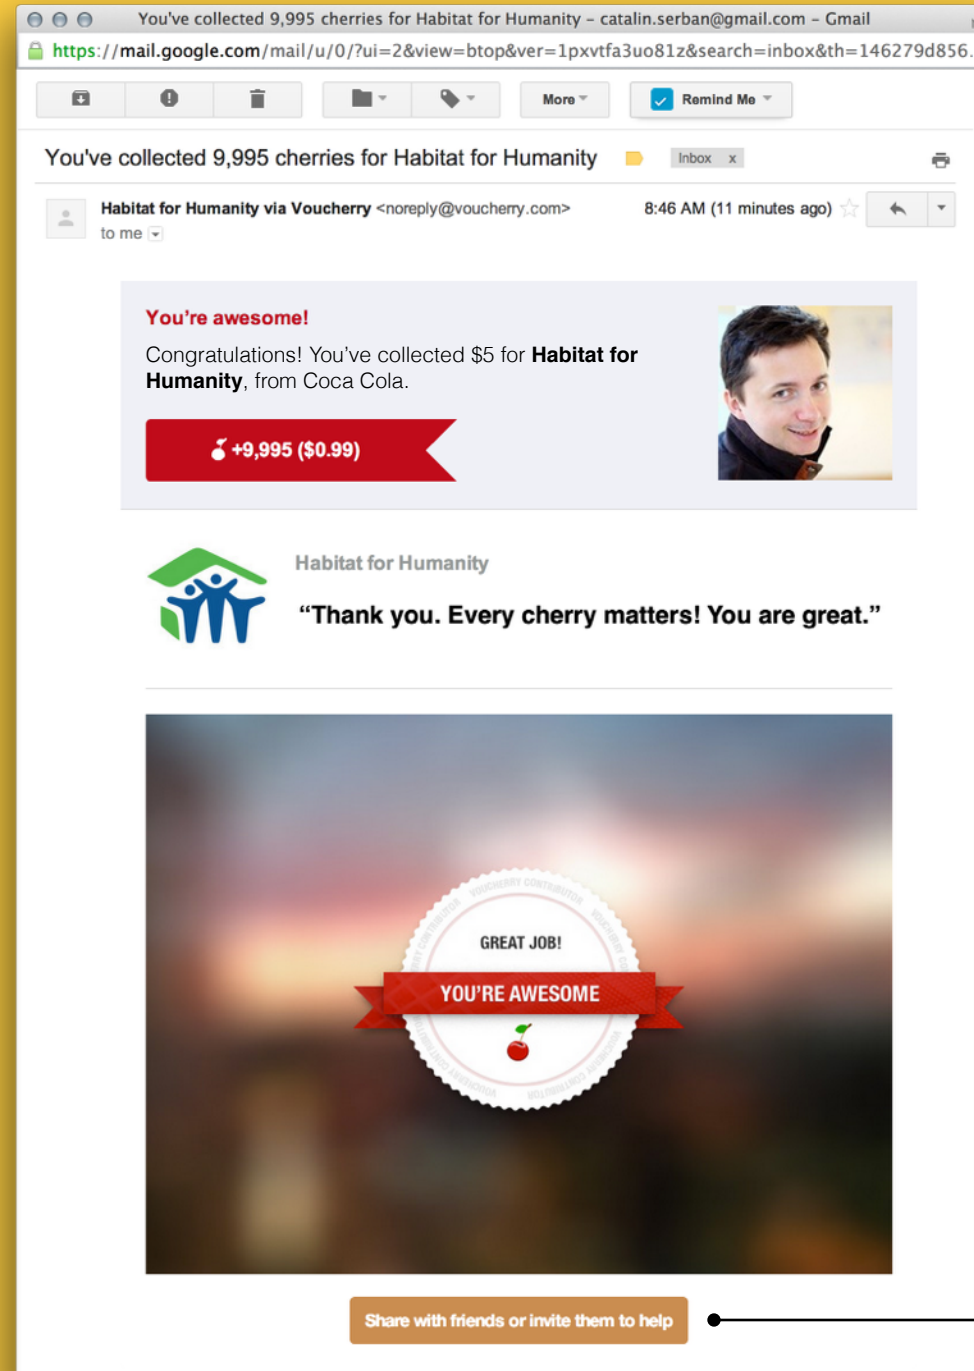 You've collected 9,995 cherries for Habitat for Humanity – catalin.serban@gmail.com – Gmail
https://mail.google.com/mail/u/0/?ui=2&view=btop&ver=1pxvtfa3uo81z&search=inbox&th=146279d856.
More Remind Me
You've collected 9,995 cherries for Habitat for Humanity Inbox x
Habitat for Humanity via Voucherry <noreply@voucherry.com> 8:46 AM (11 minutes ago)
to me
You're awesome!
Congratulations! You've collected $5 for Habitat for
Humanity, from Coca Cola.
+9,995 ($0.99)
Habitat for Humanity
“Thank you. Every cherry matters! You are great.”
VOUCHERRY CONTRIBUTOR
GREAT JOB!
YOU'RE AWESOME
VOUCHERRY CONTRIBUTOR
Share with friends or invite them to help